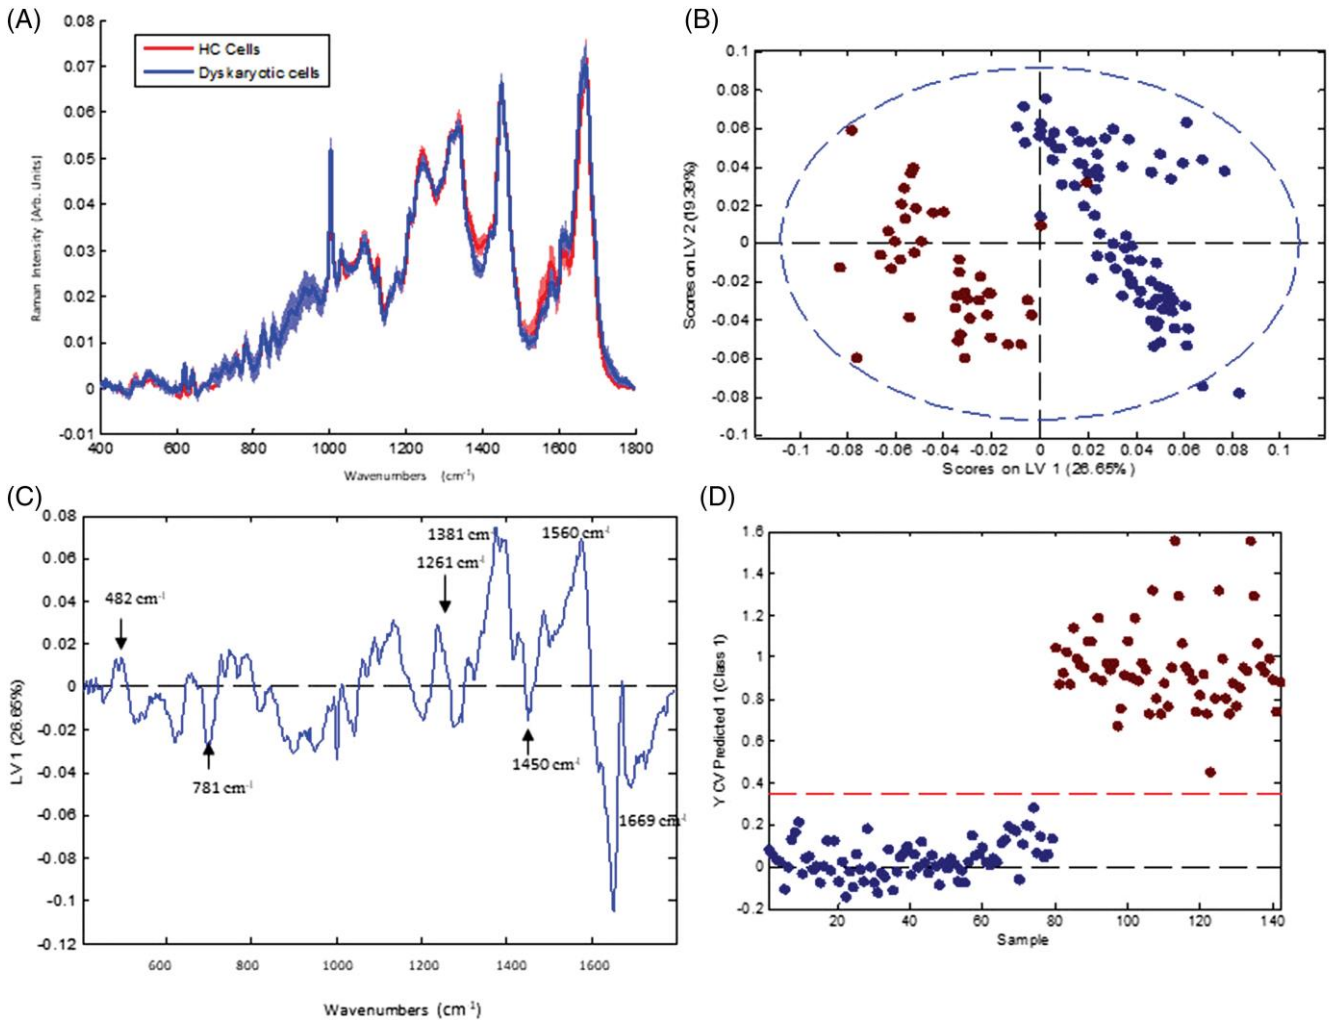 (A)
0.08
0.07
0.06
0.05
0.04
0.03
0.02
0.01
0
-0.01
Raman Intensity (Arb. Units)
HC Cells
Dyskaryotic cells
400 600 800 1000 1200 1400 1600 1800
Wavenumbers (cm-1)
(B)
0.1
0.08
0.06
0.04
0.02
0
-0.02
-0.04
-0.06
-0.08
-0.1
Scores on LV 2 (19.39%)
-0.1 -0.08 -0.06 -0.04 -0.02 0 0.02 0.04 0.06 0.08 0.1
Scores on LV 1 (26.65%)
(C)
0.08
0.06
0.04
0.02
0
-0.02
-0.04
-0.06
-0.08
-0.1
-0.12
LV 1 (26.65%)
1381 cm-1
1560 cm-1
1261 cm-1
482 cm-1
781 cm-1
1450 cm-1
1669 cm-1
600 800 1000 1200 1400 1600
Wavenumbers (cm-1)
(D)
1.6
1.4
1.2
1
0.8
0.6
0.4
0.2
0
-0.2
Y CV Predicted 1 (Class 1)
20 40 60 80 100 120 140
Sample